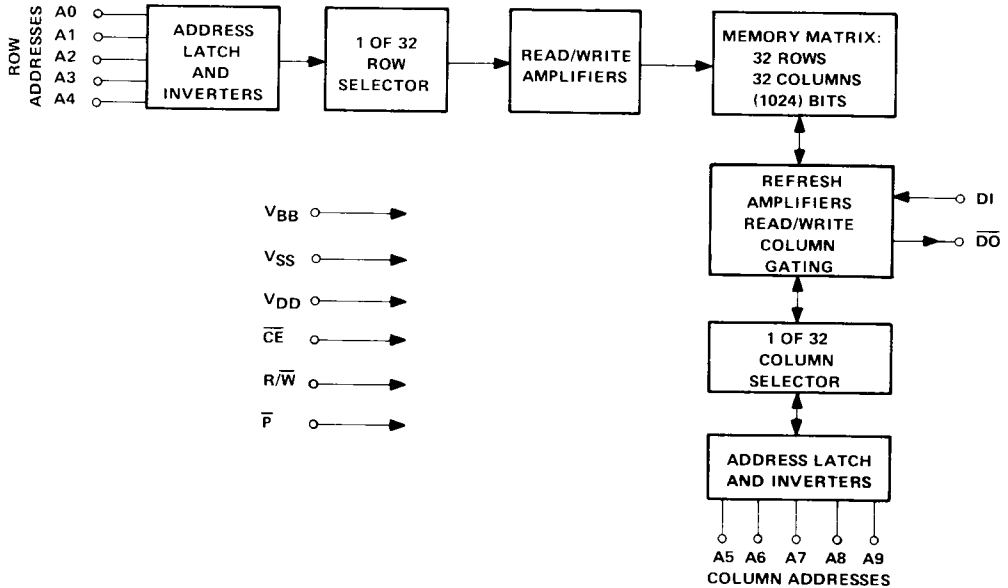 ROW
ADDRESSES
A0
A1
A2
A3
A4
ADDRESS
LATCH
AND
INVERTERS
1 OF 32
ROW
SELECTOR
READ/WRITE
AMPLIFIERS
MEMORY MATRIX:
32 ROWS
32 COLUMNS
(1024) BITS
REFRESH
AMPLIFIERS
READ/WRITE
COLUMN
GATING
DI
D̅O̅
VBB
VSS
VDD
C̅E̅
R/W̅
P̅
1 OF 32
COLUMN
SELECTOR
ADDRESS LATCH
AND INVERTERS
A5 A6 A7 A8 A9
COLUMN ADDRESSES